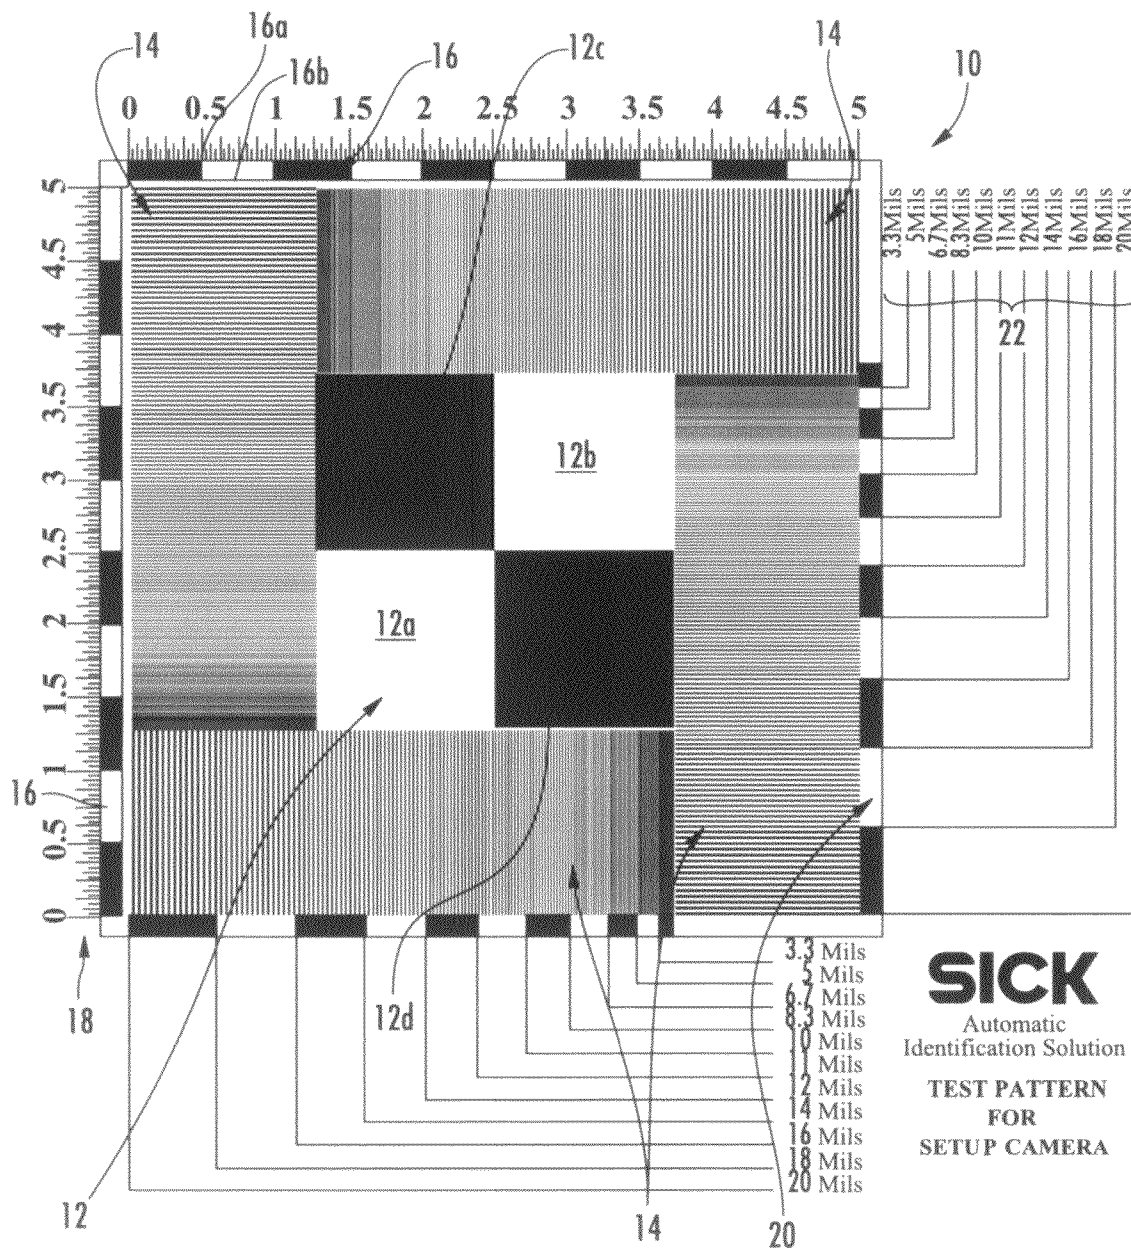 16a
14
12c
14
16
16b
10
0 0.5 1 1.5 2 2.5 3 3.5 4 4.5 5
5
4.5
4
3.5
3
2.5
2
1.5
1
0.5
0
3.3Mils
5Mils
6.7Mils
8.3Mils
10Mils
11Mils
12Mils
14Mils
16Mils
18Mils
20Mils
22
12b
12a
16
18
12d
3.3 Mils
5 Mils
6.7 Mils
8.3 Mils
10 Mils
11 Mils
12 Mils
14 Mils
16 Mils
18 Mils
20 Mils
SICK
Automatic
Identification Solution
TEST PATTERN
FOR
SETUP CAMERA
12
14
20